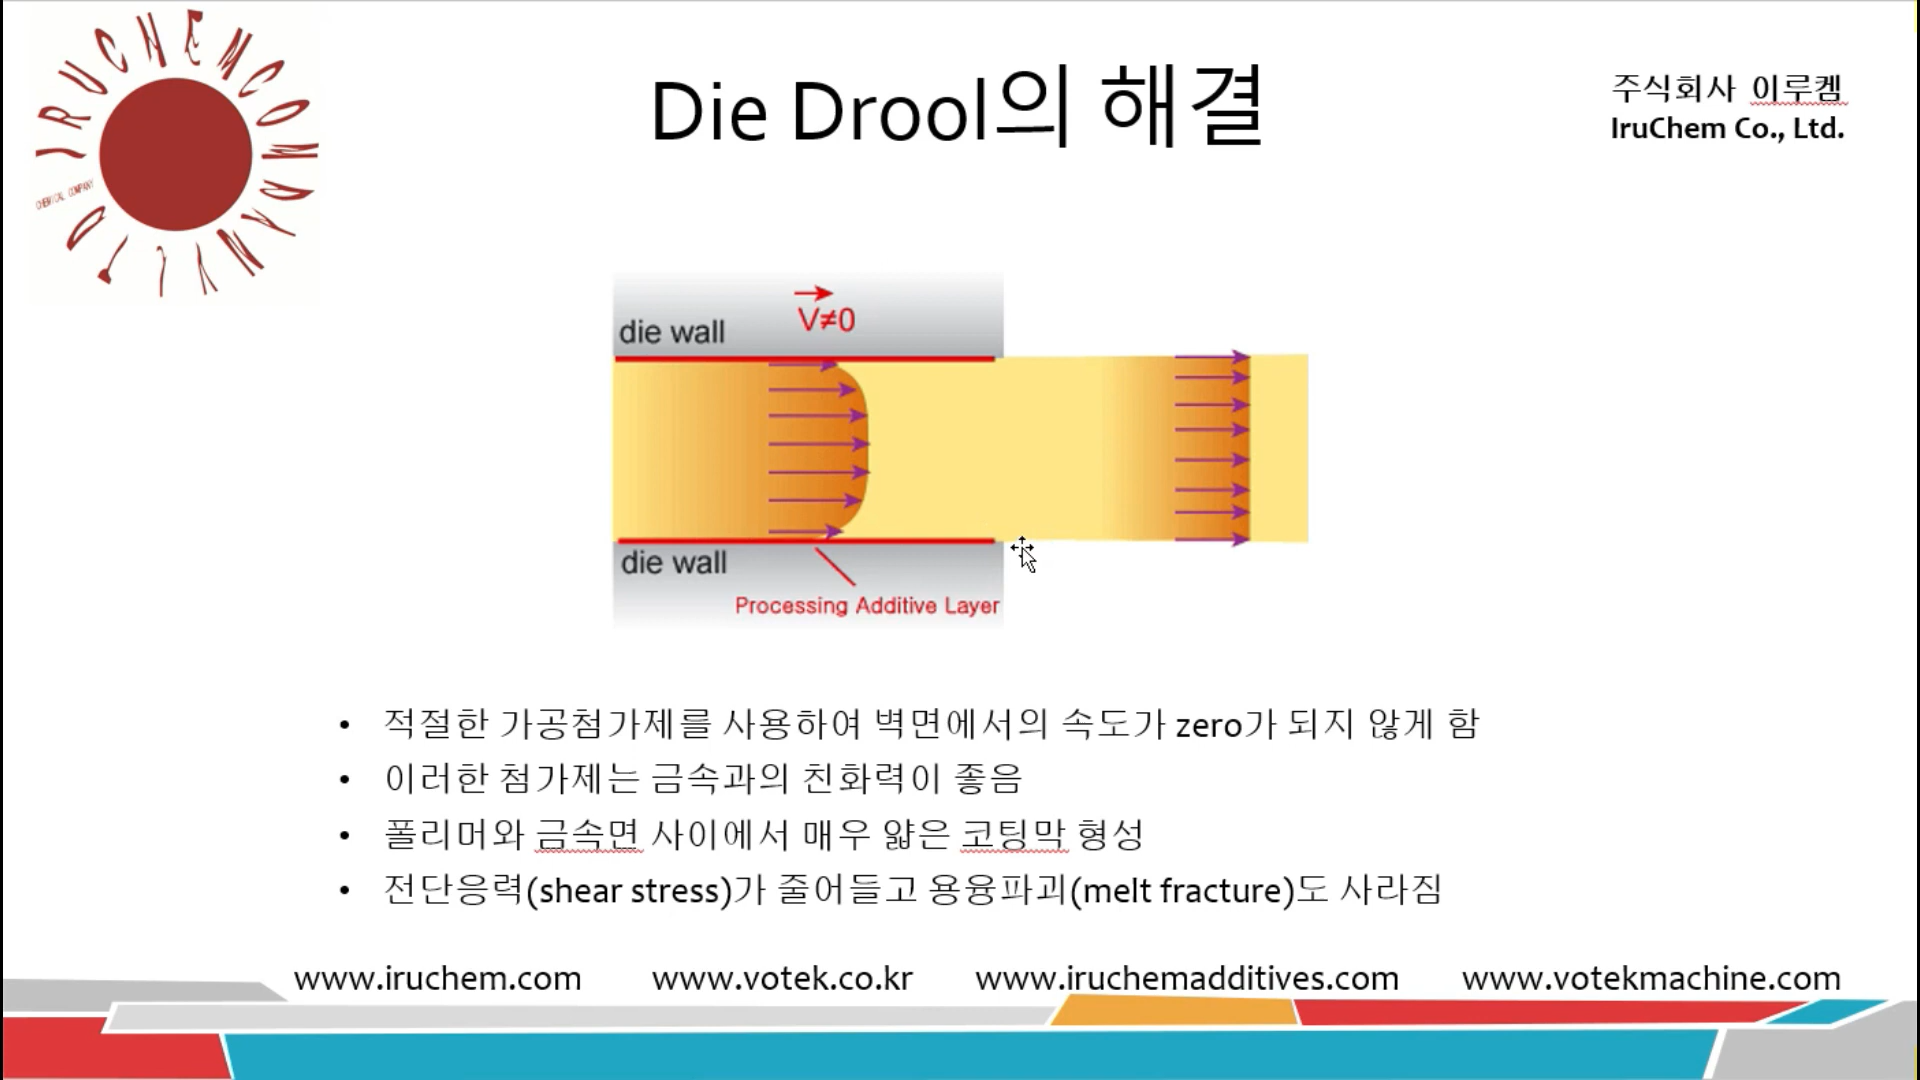 IRUCHEM COMPANY LTD
CHEMICAL COMPANY
Die Drool의 해결
주식회사 이루켐
IruChem Co., Ltd.
V≠0
die wall
die wall
Processing Additive Layer
• 적절한 가공첨가제를 사용하여 벽면에서의 속도가 zero가 되지 않게 함
• 이러한 첨가제는 금속과의 친화력이 좋음
• 폴리머와 금속면 사이에서 매우 얇은 코팅막 형성
• 전단응력(shear stress)가 줄어들고 용융파괴(melt fracture)도 사라짐
www.iruchem.com www.votek.co.kr www.iruchemadditives.com www.votekmachine.com